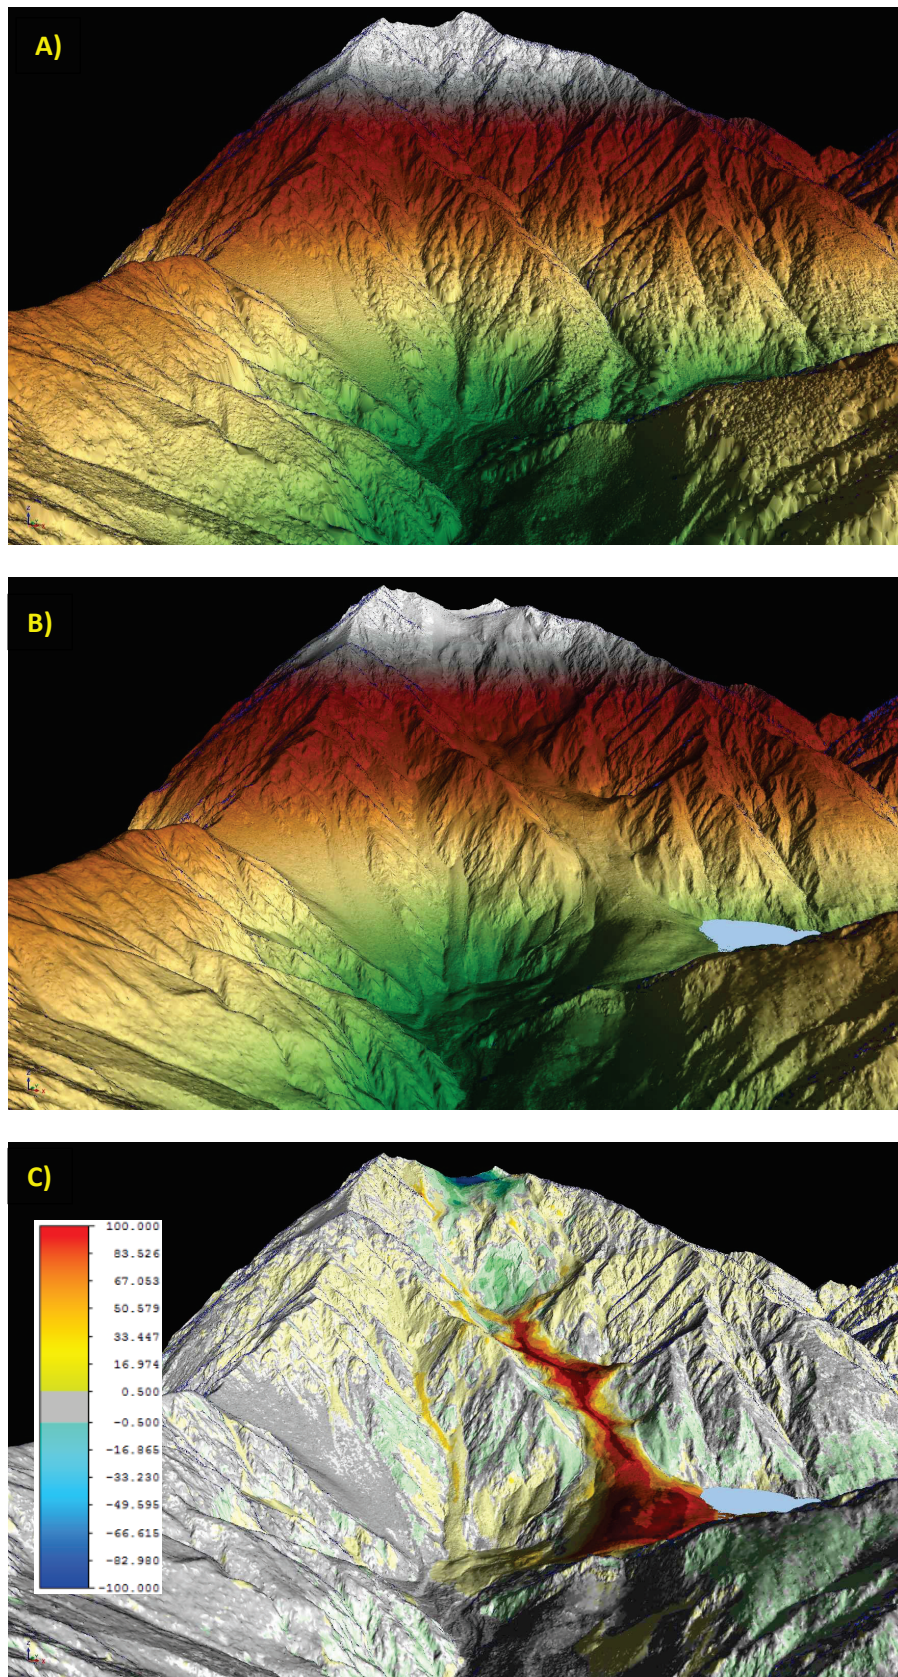 A)
Z
Y
X
B)
Z
Y
X
C)
100.000
83.526
67.053
50.579
33.447
16.974
0.500
-0.500
-16.865
-33.230
-49.595
-66.615
-82.980
-100.000
Z
Y
X